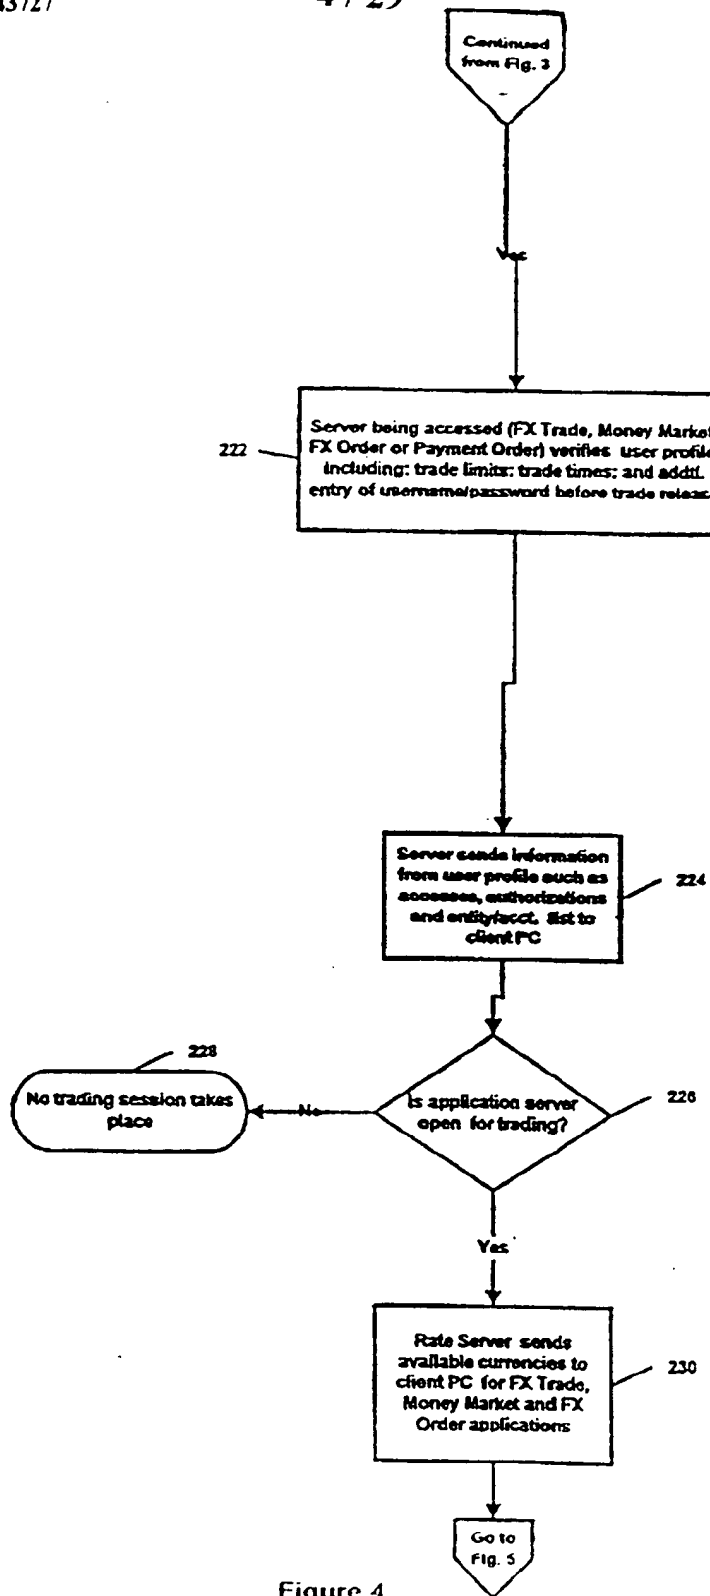 43727
4 / 29
Continued
from Fig. 3
Yes
222
Server being accessed (FX Trade, Money Market
FX Order or Payment Order) verifies user profile
including: trade limits; trade times; and addtl.
entry of username/password before trade releas
Server sends information
from user profile such as
accesses, authorizations
and entity/acct. list to
client PC
224
228
No trading session takes
place
No
Is application server
open for trading?
226
Yes
Rate Server sends
available currencies to
client PC for FX Trade,
Money Market and FX
Order applications
230
Go to
Fig. 5
Figure 4